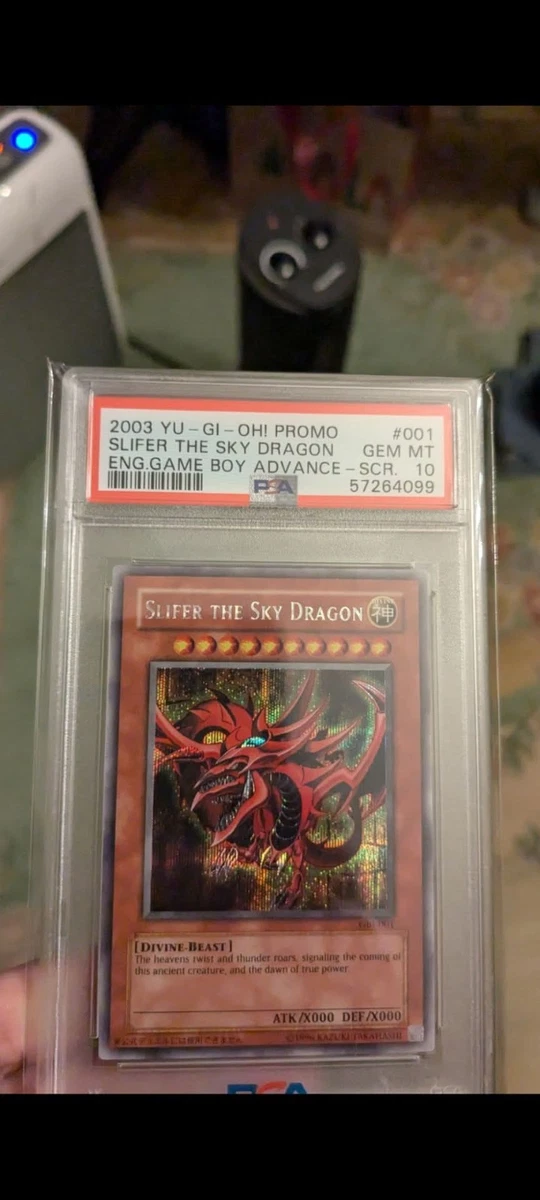 2003 YU-GI-OH! PROMO #001
SLIFER THE SKY DRAGON GEM MT
ENG.GAME BOY ADVANCE-SCR. 10
PSA 57264099
SLIFER THE SKY DRAGON 神
[DIVINE-BEAST]
The heavens twist and thunder roars, signaling the coming of
this ancient creature, and the dawn of true power.
ATK/X000 DEF/X000
©1996 KAZUKI TAKAHASHI
PSA